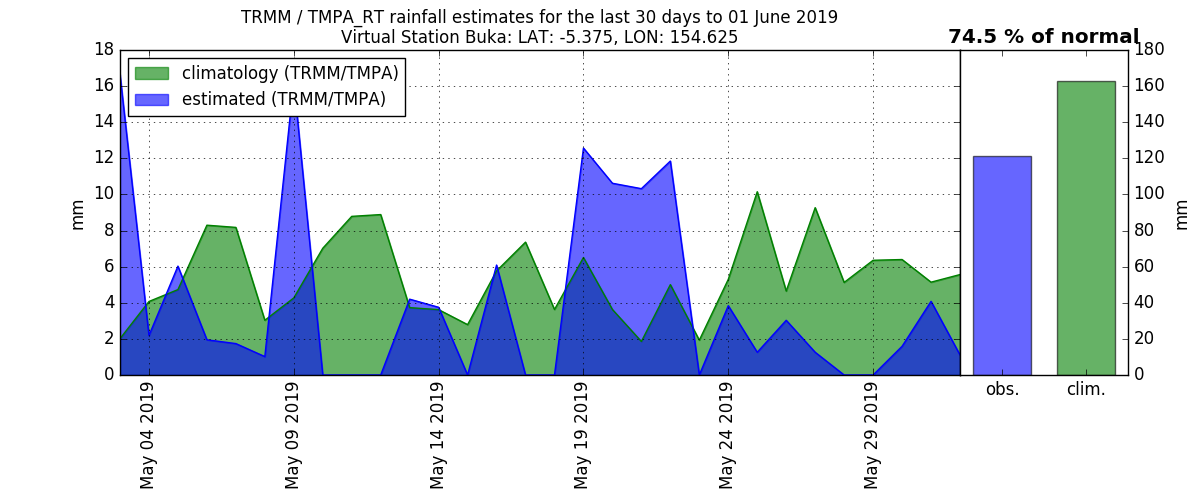 TRMM / TMPA_RT rainfall estimates for the last 30 days to 01 June 2019
Virtual Station Buka: LAT: -5.375, LON: 154.625
74.5 % of normal
climatology (TRMM/TMPA)
estimated (TRMM/TMPA)
mm
18
16
14
12
10
8
6
4
2
0
May 04 2019
May 09 2019
May 14 2019
May 19 2019
May 24 2019
May 29 2019
obs.
clim.
180
160
140
120
100
80
60
40
20
0
mm